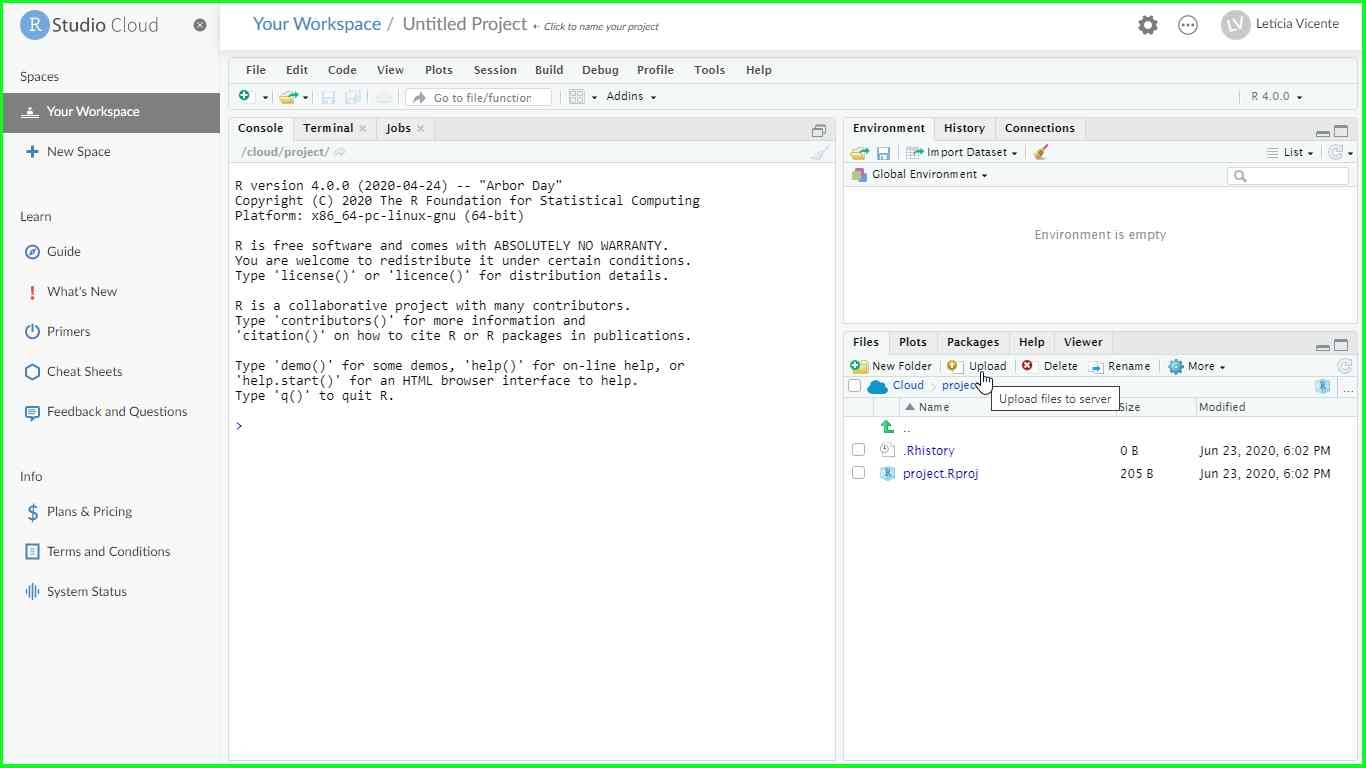 R Studio Cloud
Your Workspace / Untitled Project ← Click to name your project
LV Letícia Vicente
Spaces
Your Workspace
New Space
Learn
Guide
What's New
Primers
Cheat Sheets
Feedback and Questions
Info
Plans & Pricing
Terms and Conditions
System Status
File Edit Code View Plots Session Build Debug Profile Tools Help
Go to file/function Addins R 4.0.0
Console Terminal Jobs
/cloud/project/
R version 4.0.0 (2020-04-24) -- "Arbor Day"
Copyright (C) 2020 The R Foundation for Statistical Computing
Platform: x86_64-pc-linux-gnu (64-bit)
R is free software and comes with ABSOLUTELY NO WARRANTY.
You are welcome to redistribute it under certain conditions.
Type 'license()' or 'licence()' for distribution details.
R is a collaborative project with many contributors.
Type 'contributors()' for more information and
'citation()' on how to cite R or R packages in publications.
Type 'demo()' for some demos, 'help()' for on-line help, or
'help.start()' for an HTML browser interface to help.
Type 'q()' to quit R.
>
Environment History Connections
Import Dataset List
Global Environment
Environment is empty
Files Plots Packages Help Viewer
New Folder Upload Delete Rename More
Cloud project ...
Upload files to server
Name Size Modified
..
.Rhistory 0 B Jun 23, 2020, 6:02 PM
project.Rproj 205 B Jun 23, 2020, 6:02 PM